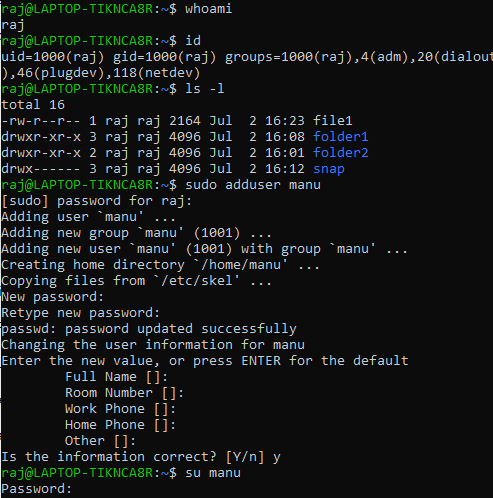 raj@LAPTOP-TIKNCA8R:~$ whoami
raj
raj@LAPTOP-TIKNCA8R:~$ id
uid=1000(raj) gid=1000(raj) groups=1000(raj),4(adm),20(dialout
),46(plugdev),118(netdev)
raj@LAPTOP-TIKNCA8R:~$ ls -l
total 16
-rw-r--r-- 1 raj raj 2164 Jul  2 16:23 file1
drwxr-xr-x 3 raj raj 4096 Jul  2 16:08 folder1
drwxr-xr-x 2 raj raj 4096 Jul  2 16:01 folder2
drwx------ 3 raj raj 4096 Jul  2 16:12 snap
raj@LAPTOP-TIKNCA8R:~$ sudo adduser manu
[sudo] password for raj:
Adding user `manu' ...
Adding new group `manu' (1001) ...
Adding new user `manu' (1001) with group `manu' ...
Creating home directory `/home/manu' ...
Copying files from `/etc/skel' ...
New password:
Retype new password:
passwd: password updated successfully
Changing the user information for manu
Enter the new value, or press ENTER for the default
        Full Name []:
        Room Number []:
        Work Phone []:
        Home Phone []:
        Other []:
Is the information correct? [Y/n] y
raj@LAPTOP-TIKNCA8R:~$ su manu
Password: